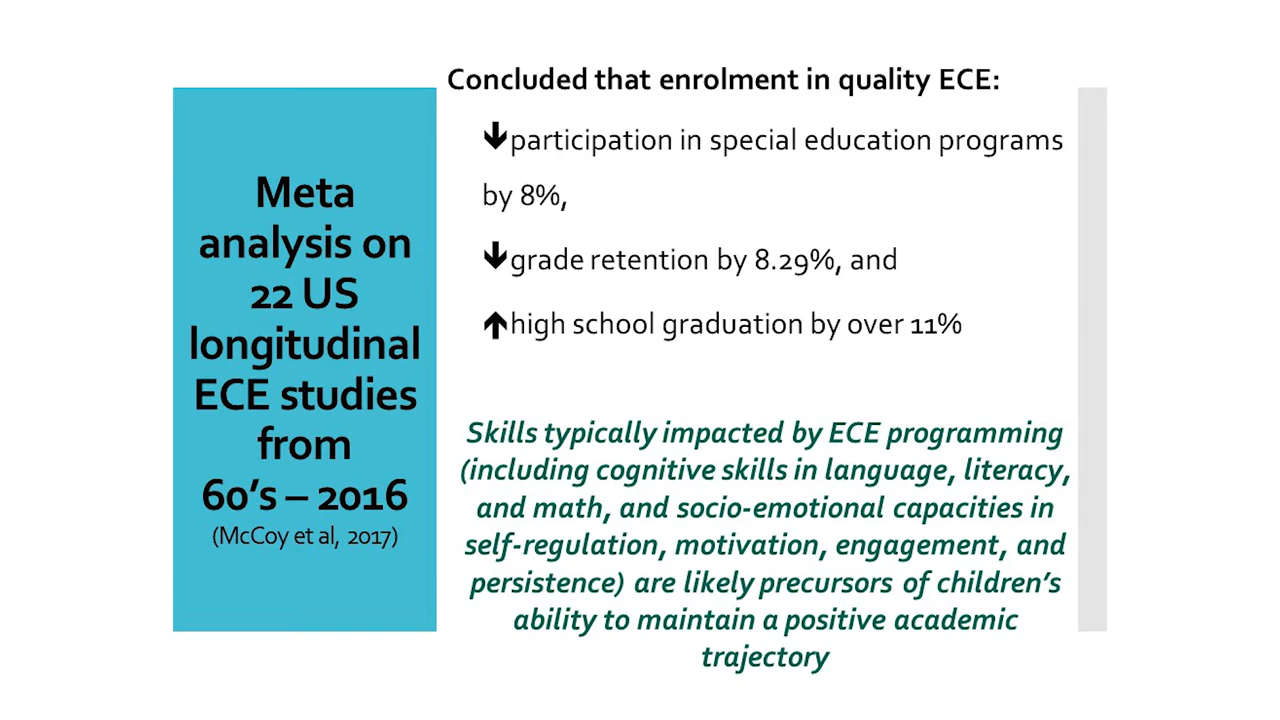 Meta
analysis on
22 US
longitudinal
ECE studies
from
60's – 2016
(McCoy et al, 2017)
Concluded that enrolment in quality ECE:
🡻participation in special education programs
by 8%,
🡻grade retention by 8.29%, and
🡹high school graduation by over 11%
Skills typically impacted by ECE programming
(including cognitive skills in language, literacy,
and math, and socio-emotional capacities in
self-regulation, motivation, engagement, and
persistence) are likely precursors of children's
ability to maintain a positive academic
trajectory